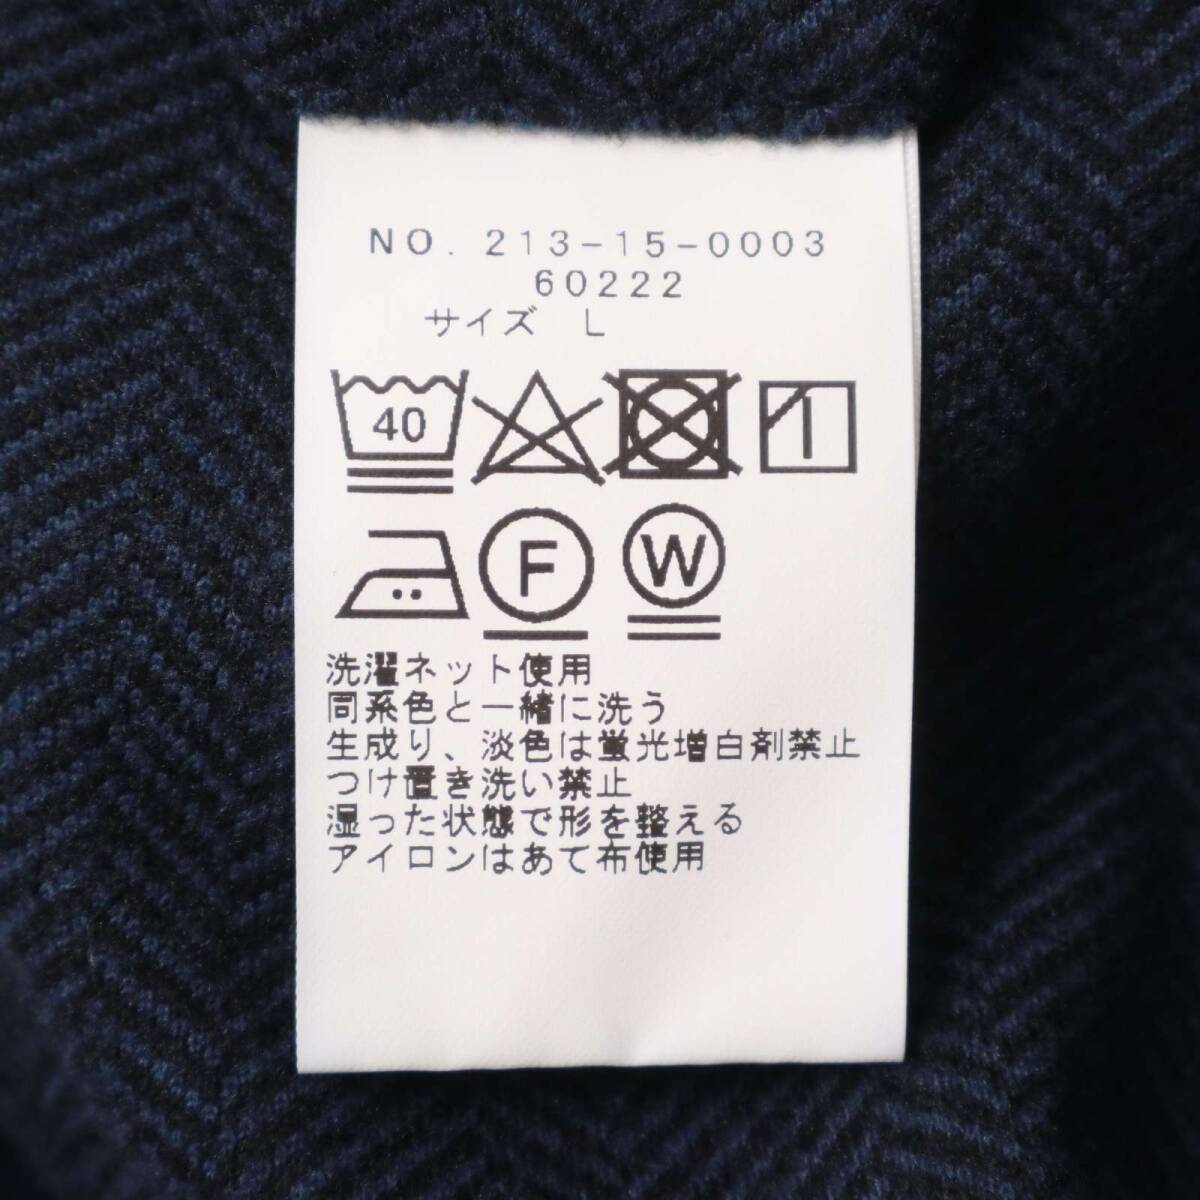 NO. 213-15-0003
60222
サイズ L
40
F
W
洗濯ネット使用
同系色と一緒に洗う
生成り、淡色は蛍光増白剤禁止
つけ置き洗い禁止
湿った状態で形を整える
アイロンはあて布使用